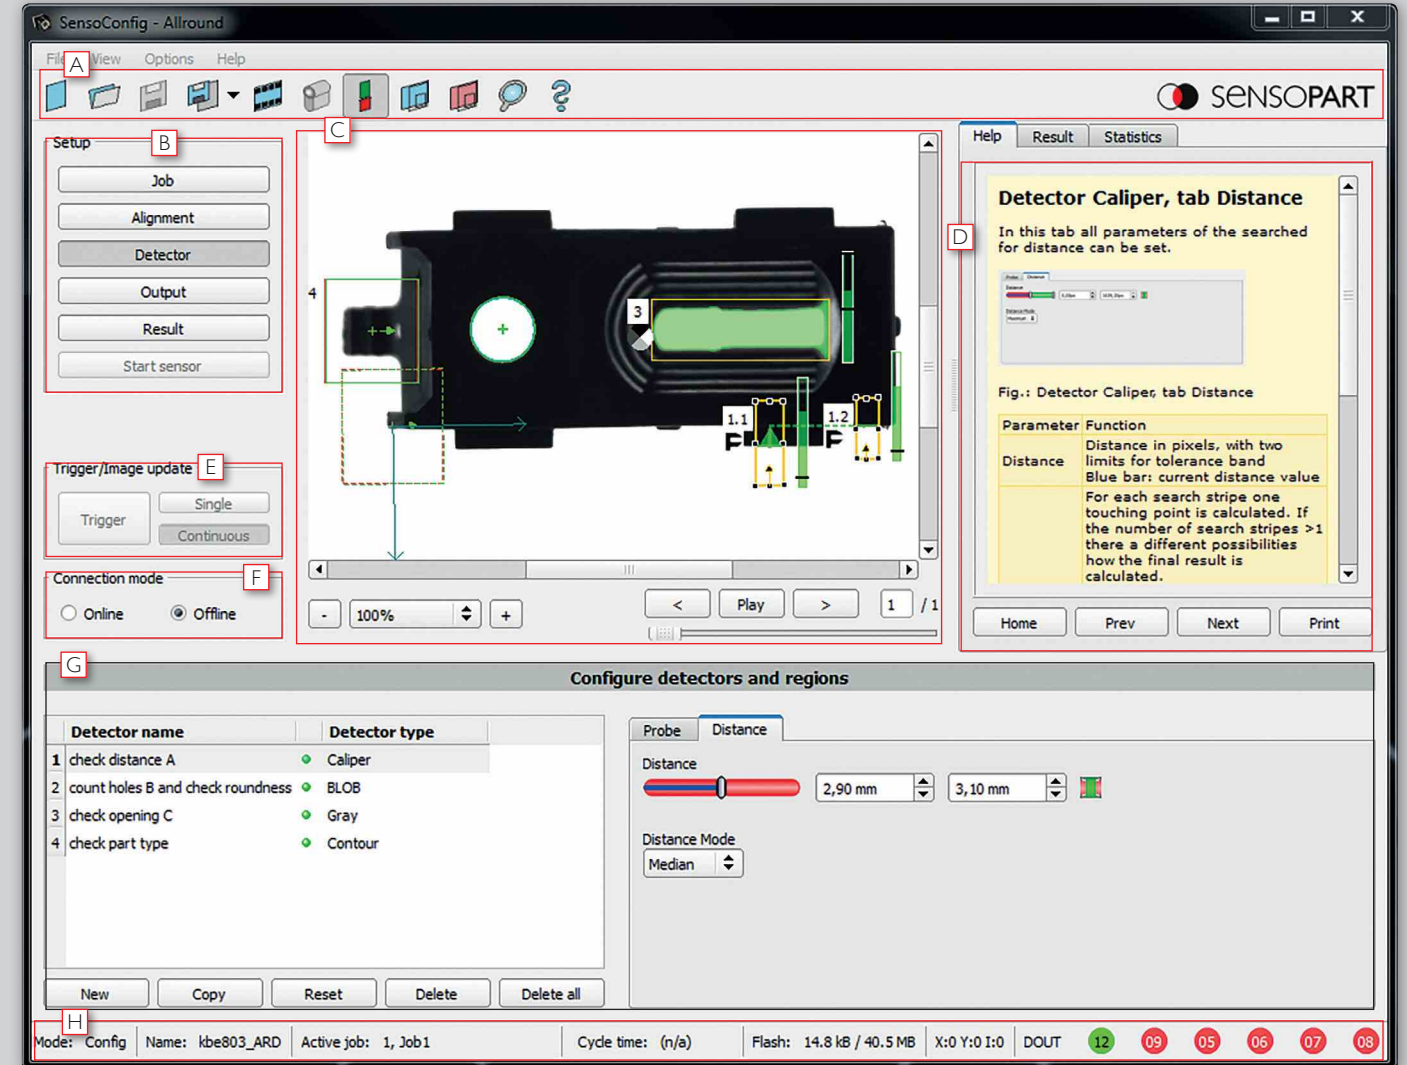 SensoConfig - Allround
File View Options Help
A
SENSOPART
Setup
B
Job
Alignment
Detector
Output
Result
Start sensor
C
4
3
1.1
1.2
Help Result Statistics
D
Detector Caliper, tab Distance
In this tab all parameters of the searched
for distance can be set.
Probe Distance
Distance
Distance Mode
Maximum
Fig.: Detector Caliper, tab Distance
Parameter Function
Distance
Distance in pixels, with two
limits for tolerance band
Blue bar: current distance value
For each search stripe one
touching point is calculated. If
the number of search stripes >1
there a different possibilities
how the final result is
calculated.
Home Prev Next Print
Trigger/Image update
E
Trigger
Single
Continuous
Connection mode
F
Online Offline
- 100% +
< Play > 1 / 1
G
Configure detectors and regions
Detector name Detector type
1 check distance A Caliper
2 count holes B and check roundness BLOB
3 check opening C Gray
4 check part type Contour
New Copy Reset Delete Delete all
Probe Distance
Distance
2,90 mm 3,10 mm
Distance Mode
Median
H
Mode: Config Name: kbe803_ARD Active job: 1, Job1 Cycle time: (n/a) Flash: 14.8 kB / 40.5 MB X:0 Y:0 I:0 DOUT 12 09 05 06 07 08